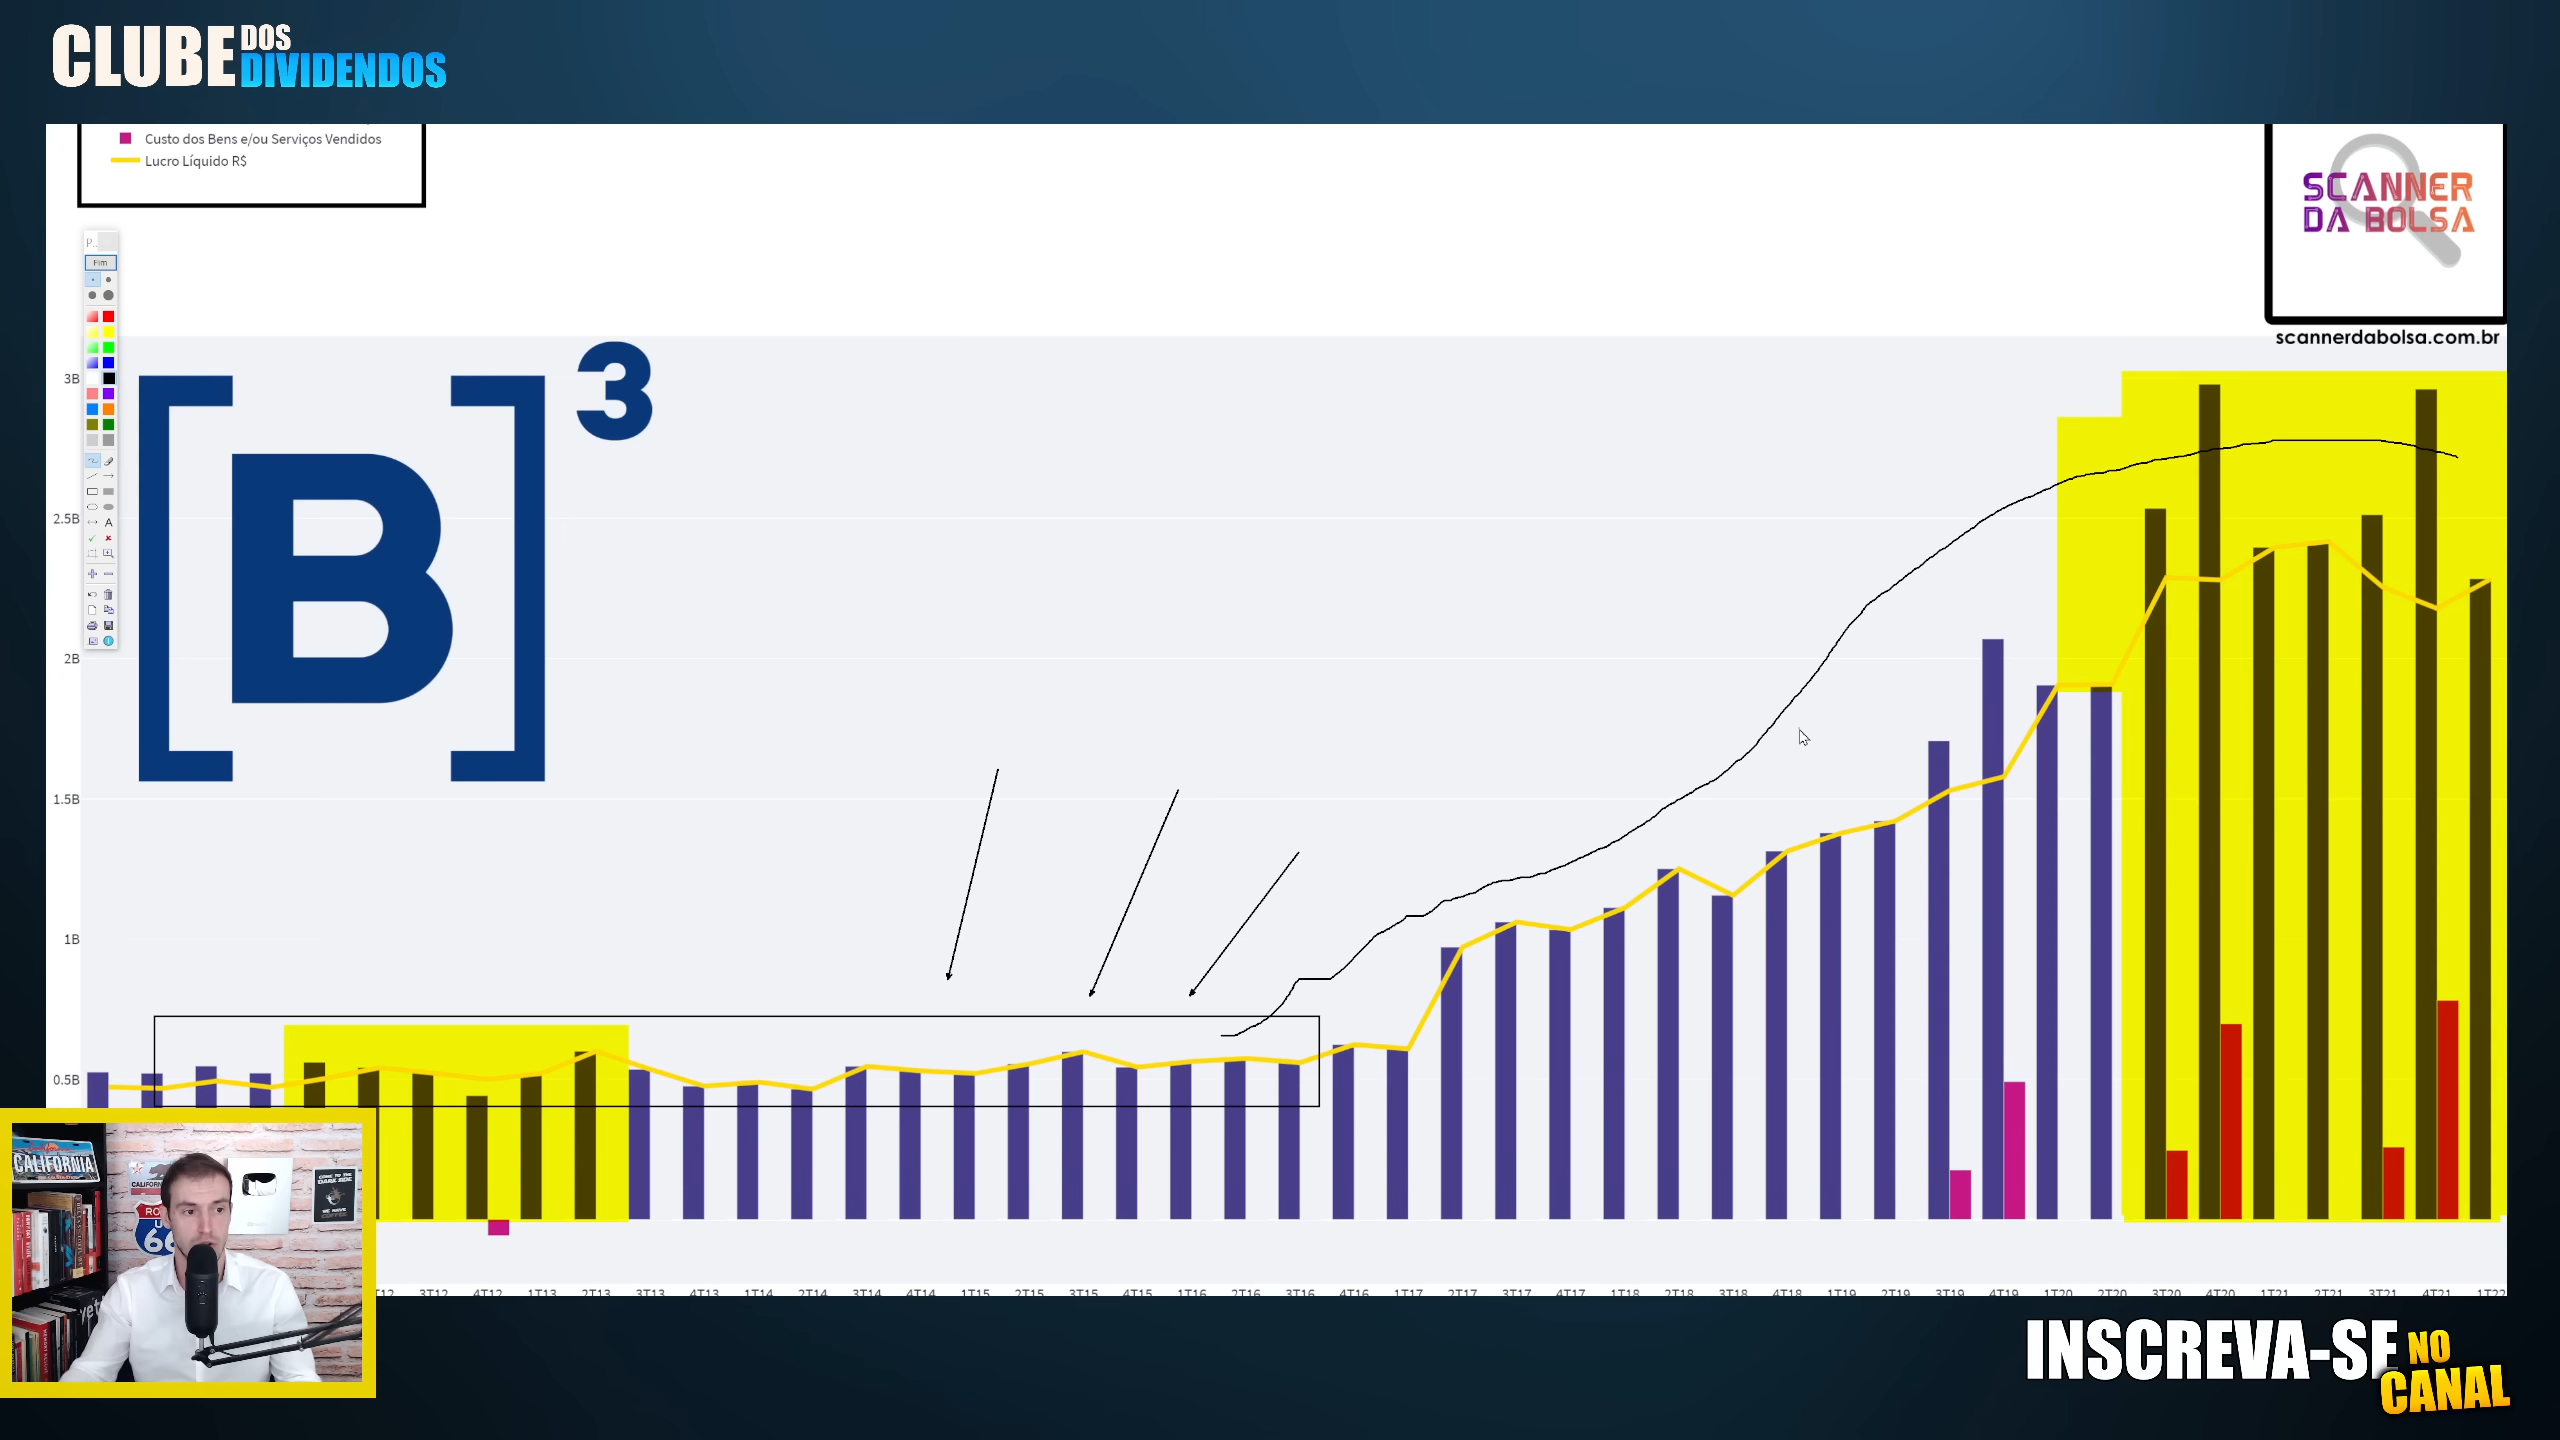 CLUBE DOS
DIVIDENDOS
Custo dos Bens e/ou Serviços Vendidos
Lucro Líquido R$
SCANNER
DA BOLSA
scannerdabolsa.com.br
P...
Fim
A
[B]³
3B
2.5B
2B
1.5B
1B
0.5B
CALIFORNIA
66
3T12 4T12 1T13 2T13 3T13 4T13 1T14 2T14 3T14 4T14 1T15 2T15 3T15 4T15 1T16 2T16 3T16 4T16 1T17 2T17 3T17 4T17 1T18 2T18 3T18 4T18 1T19 2T19 3T19 4T19 1T20 2T20 3T20 4T20 1T21 2T21 3T21 4T21 1T22
INSCREVA-SE NO
CANAL